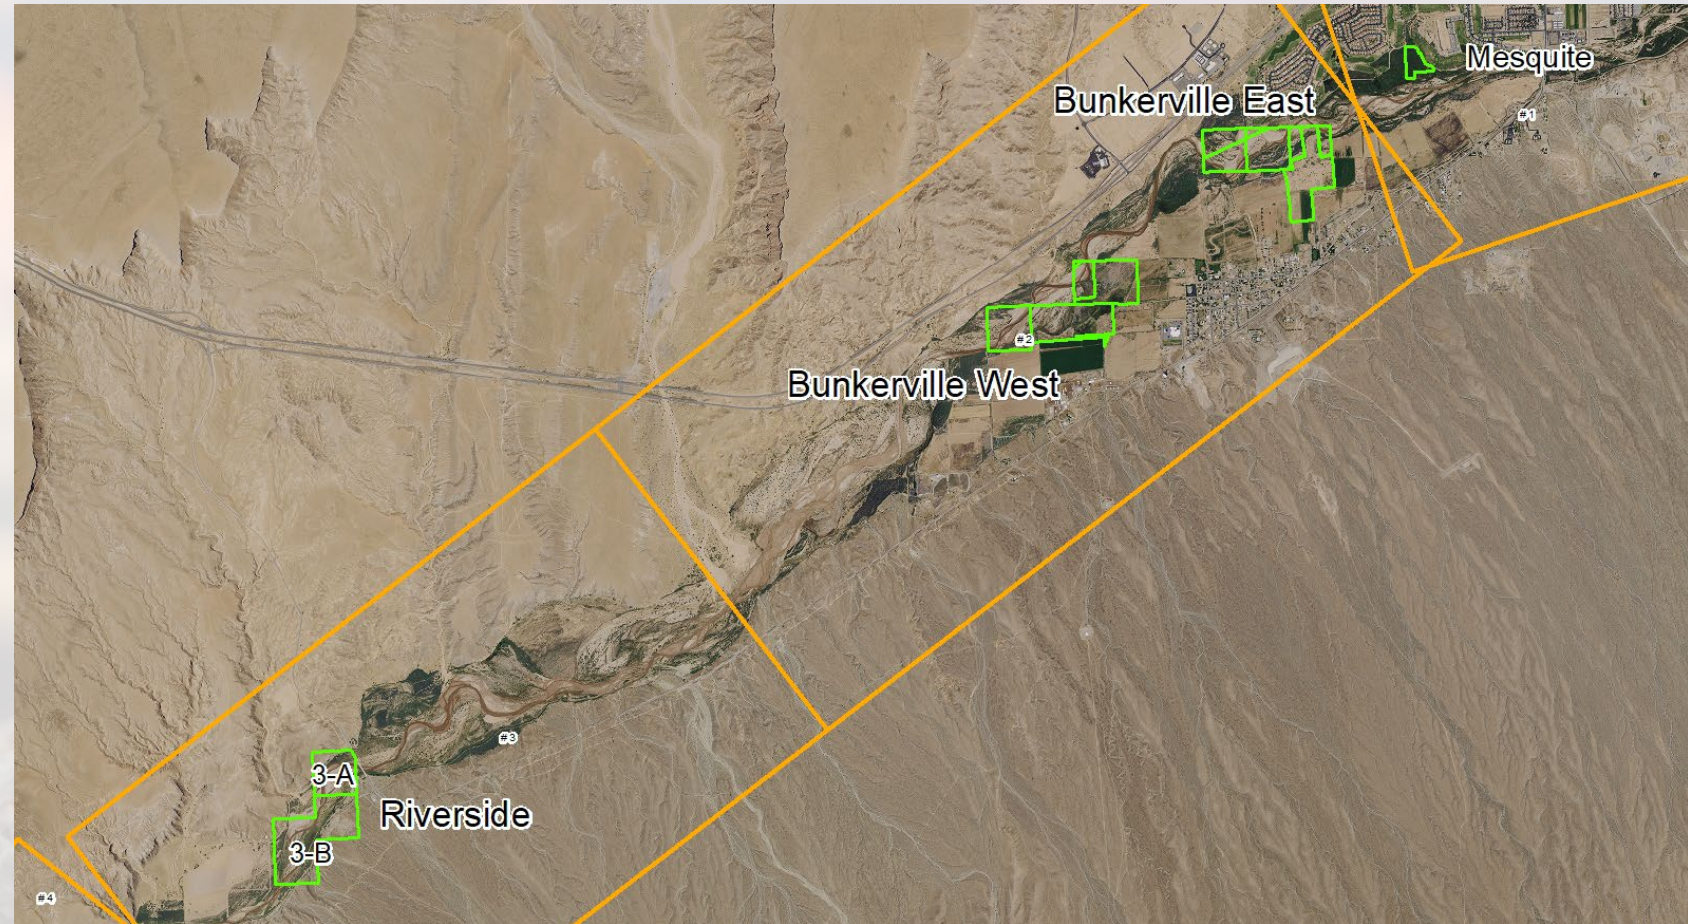 Mesquite
Bunkerville East
#1
#2
Bunkerville West
#3
3-A
Riverside
3-B
#4